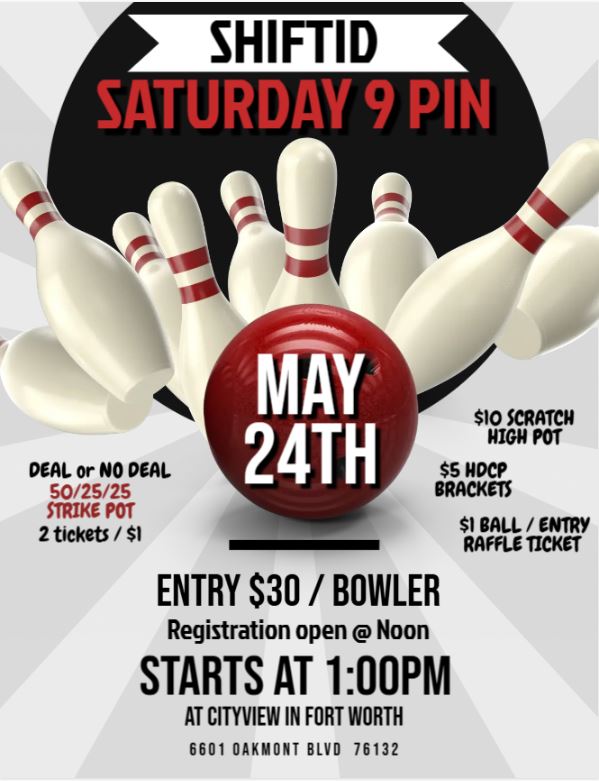 SHIFTID
SATURDAY 9 PIN
MAY
24TH
DEAL or NO DEAL
50/25/25
STRIKE POT
2 tickets / $1
$10 SCRATCH
HIGH POT
$5 HDCP
BRACKETS
$1 BALL / ENTRY
RAFFLE TICKET
ENTRY $30 / BOWLER
Registration open @ Noon
STARTS AT 1:00PM
AT CITYVIEW IN FORT WORTH
6601 OAKMONT BLVD 76132